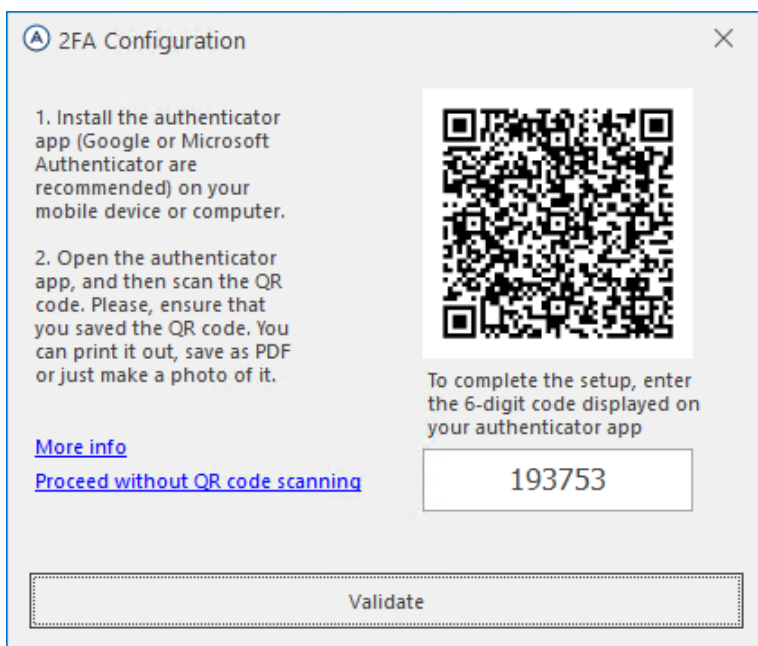 2FA Configuration
1. Install the authenticator
app (Google or Microsoft
Authenticator are
recommended) on your
mobile device or computer.
2. Open the authenticator
app, and then scan the QR
code. Please, ensure that
you saved the QR code. You
can print it out, save as PDF
or just make a photo of it.
More info
Proceed without QR code scanning
To complete the setup, enter
the 6-digit code displayed on
your authenticator app
193753
Validate